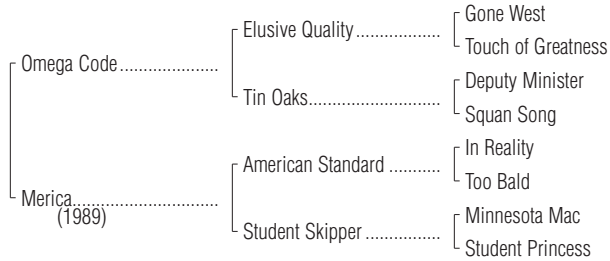 Gone West
Elusive Quality..................
Touch of Greatness
Omega Code.....................
Deputy Minister
Tin Oaks............................
Squan Song
In Reality
American Standard ...........
Too Bald
Merica...............................
(1989)
Minnesota Mac
Student Skipper ................
Student Princess